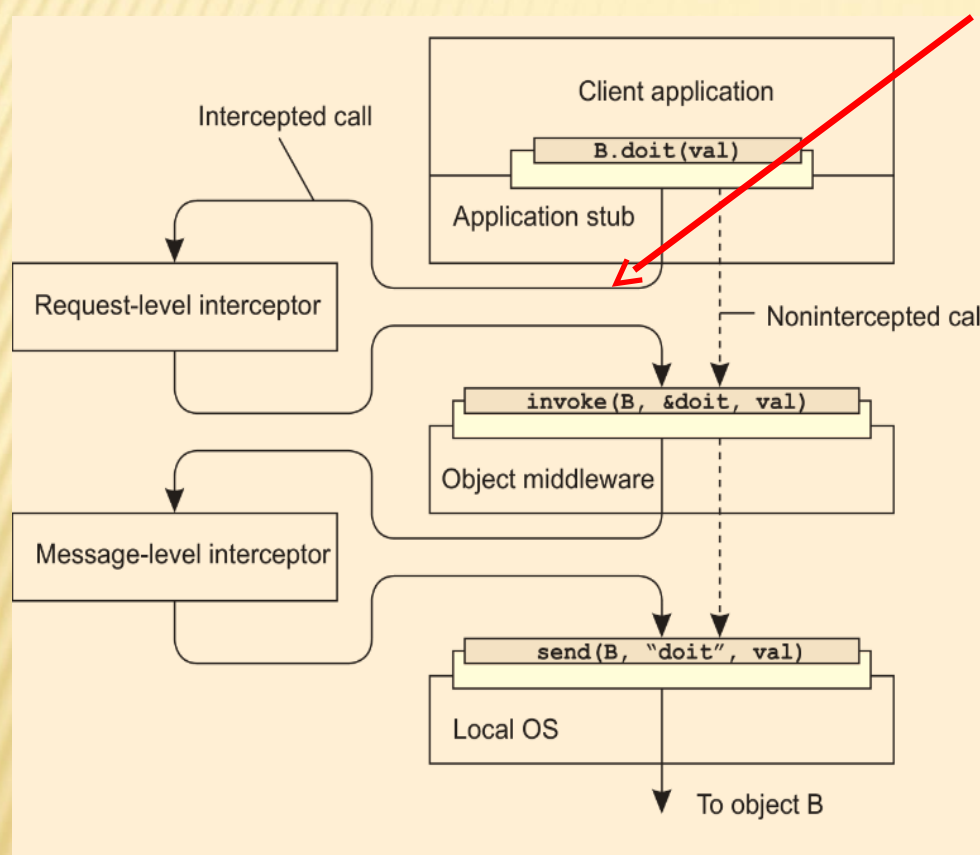 Client application
Intercepted call
B.doit(val)
Application stub
Request-level interceptor
Nonintercepted cal
invoke(B, &doit, val)
Object middleware
Message-level interceptor
send(B, “doit”, val)
Local OS
To object B